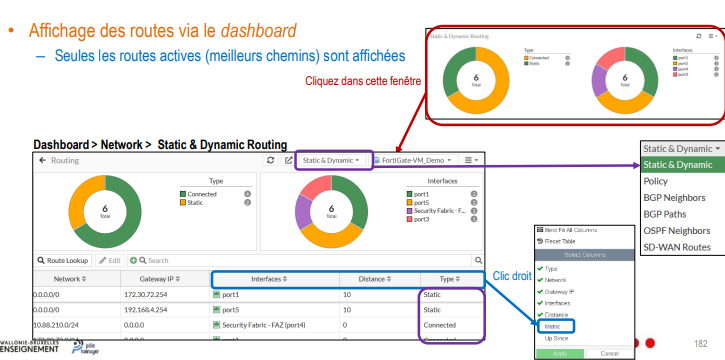 • Affichage des routes via le dashboard
– Seules les routes actives (meilleurs chemins) sont affichées
Cliquez dans cette fenêtre
Static & Dynamic Routing
Type
Connected
Static
6
Total
Interfaces
port1
port5
port4
port3
6
Total
Dashboard > Network > Static & Dynamic Routing
Routing
Static & Dynamic
FortiGate-VM_Demo
Type
Connected 4
Static 2
6
Total
Interfaces
port1 2
port5 2
Security Fabric - F... 1
port3 1
6
Total
Static & Dynamic
Static & Dynamic
Policy
BGP Neighbors
BGP Paths
OSPF Neighbors
SD-WAN Routes
Route Lookup Edit Search
Network Gateway IP Interfaces Distance Type
0.0.0.0/0 172.30.72.254 port1 10 Static
0.0.0.0/0 192.168.4.254 port5 10 Static
10.88.210.0/24 0.0.0.0 Security Fabric - FAZ (port4) 0 Connected
Clic droit
Best Fit All Columns
Reset Table
Select Columns
Type
Network
Gateway IP
Interfaces
Distance
Metric
Up Since
Apply Cancel
WALLONIE-BRUXELLES
ENSEIGNEMENT
pôle
hainuyer
182